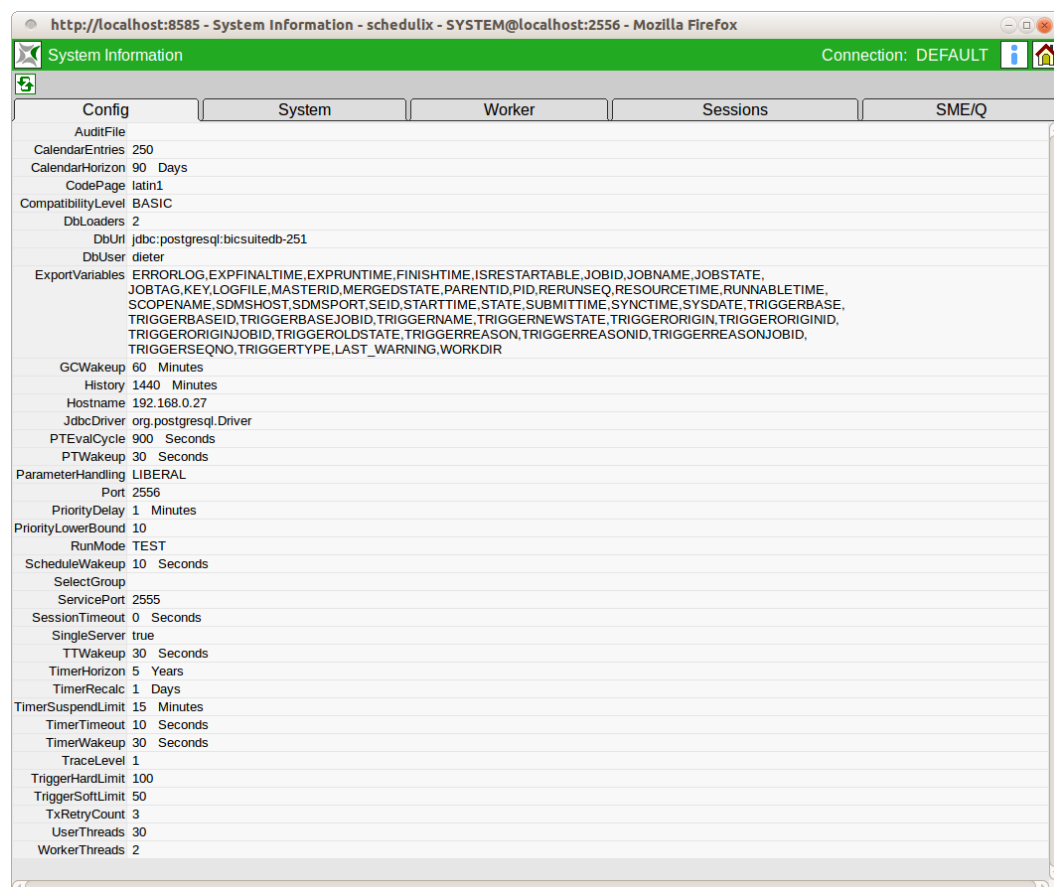 http://localhost:8585 - System Information - schedulix - SYSTEM@localhost:2556 - Mozilla Firefox
System Information Connection: DEFAULT
Config System Worker Sessions SME/Q
AuditFile
CalendarEntries 250
CalendarHorizon 90 Days
CodePage latin1
CompatibilityLevel BASIC
DbLoaders 2
DbUrl jdbc:postgresql:bicsuitedb-251
DbUser dieter
ExportVariables ERRORLOG,EXPFINALTIME,EXPRUNTIME,FINISHTIME,ISRESTARTABLE,JOBID,JOBNAME,JOBSTATE,
JOBTAG,KEY,LOGFILE,MASTERID,MERGEDSTATE,PARENTID,PID,RERUNSEQ,RESOURCETIME,RUNNABLETIME,
SCOPENAME,SDMSHOST,SDMSPORT,SEID,STARTTIME,STATE,SUBMITTIME,SYNCTIME,SYSDATE,TRIGGERBASE,
TRIGGERBASEID,TRIGGERBASEJOBID,TRIGGERNAME,TRIGGERNEWSTATE,TRIGGERORIGIN,TRIGGERORIGINID,
TRIGGERORIGINJOBID,TRIGGEROLDSTATE,TRIGGERREASON,TRIGGERREASONID,TRIGGERREASONJOBID,
TRIGGERSEQNO,TRIGGERTYPE,LAST_WARNING,WORKDIR
GCWakeup 60 Minutes
History 1440 Minutes
Hostname 192.168.0.27
JdbcDriver org.postgresql.Driver
PTEvalCycle 900 Seconds
PTWakeup 30 Seconds
ParameterHandling LIBERAL
Port 2556
PriorityDelay 1 Minutes
PriorityLowerBound 10
RunMode TEST
ScheduleWakeup 10 Seconds
SelectGroup
ServicePort 2555
SessionTimeout 0 Seconds
SingleServer true
TTWakeup 30 Seconds
TimerHorizon 5 Years
TimerRecalc 1 Days
TimerSuspendLimit 15 Minutes
TimerTimeout 10 Seconds
TimerWakeup 30 Seconds
TraceLevel 1
TriggerHardLimit 100
TriggerSoftLimit 50
TxRetryCount 3
UserThreads 30
WorkerThreads 2